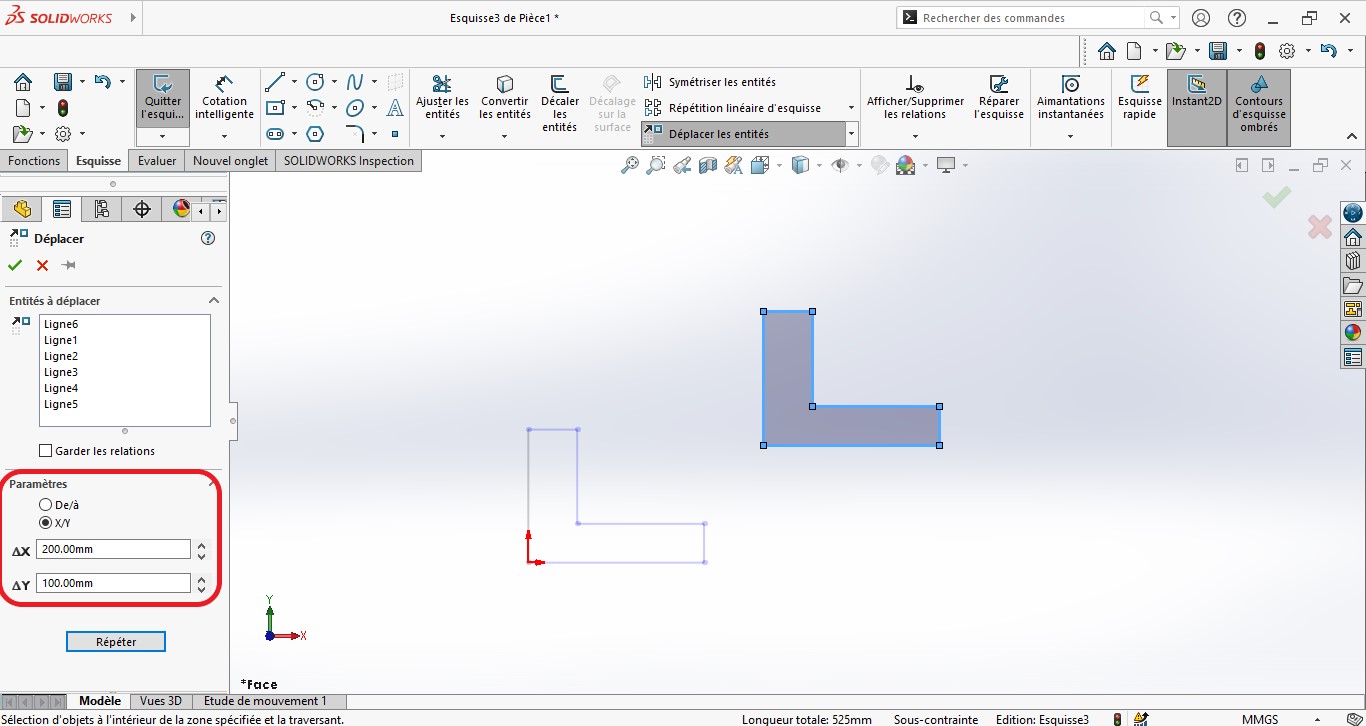 SOLIDWORKS
Esquisse3 de Pièce1 *
Rechercher des commandes
Quitter
l'esqui...
Cotation
intelligente
Ajuster les
entités
Convertir
les entités
Décaler
les
entités
Décalage
sur la
surface
Symétriser les entités
Répétition linéaire d'esquisse
Déplacer les entités
Afficher/Supprimer
les relations
Réparer
l'esquisse
Aimantations
instantanées
Esquisse
rapide
Instant2D
Contours
d'esquisse
ombrés
Fonctions
Esquisse
Evaluer
Nouvel onglet
SOLIDWORKS Inspection
Déplacer
Entités à déplacer
Ligne6
Ligne1
Ligne2
Ligne3
Ligne4
Ligne5
Garder les relations
Paramètres
De/à
X/Y
ΔX 200.00mm
ΔY 100.00mm
Répéter
Y
X
*Face
Modèle
Vues 3D
Etude de mouvement 1
Sélection d'objets à l'intérieur de la zone spécifiée et la traversant.
Longueur totale: 525mm
Sous-contrainte
Edition: Esquisse3
MMGS